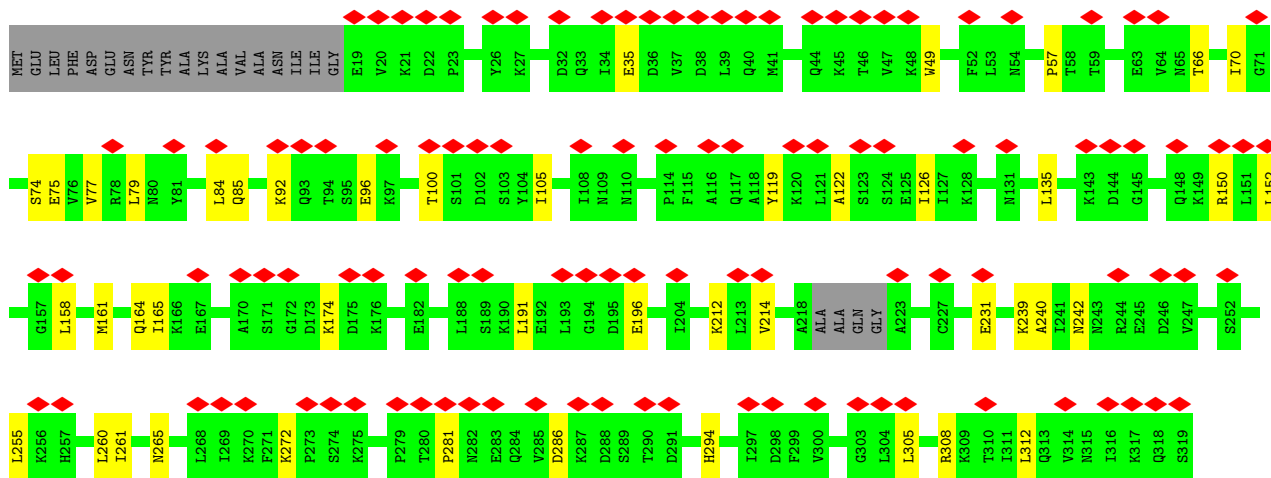 MET GLU LEU PHE ASP GLU ASN TYR TYR ALA LYS ALA VAL ALA ASN ILE ILE GLY E19 V20 K21 D22 P23 Y26 K27 D32 Q33 I34 E35 D36 V37 D38 L39 Q40 M41 Q44 K45 T46 V47 K48 W49 F52 L53 N54 P57 T58 T59 E63 V64 N65 T66 I70 G71
S74 E75 V76 V77 R78 L79 N80 Y81 L84 Q85 K92 Q93 T94 S95 E96 K97 T100 S101 D102 S103 Y104 I105 I108 N109 N110 P114 F115 A116 Q117 A118 Y119 K120 L121 A122 S123 S124 E125 I126 I127 K128 N131 L135 K143 D144 G145 Q148 K149 R150 L151
G157 L158 M161 Q164 I165 K166 E167 A170 S171 G172 D173 K174 D175 K176 E182 L188 S189 K190 L191 E192 L193 G194 D195 E196 I204 K212 L213 V214 A218 ALA ALA GLN GLY A223 C227 E231 K239 A240 I241 N242 N243 R244 E245 D246 V247 S252
L255 K256 H257 L260 I261 N265 L268 I269 K270 F271 K272 P273 S274 K275 P279 T280 P281 N282 E283 Q284 V285 D286 K287 D288 S289 T290 D291 H294 I297 D298 F299 V300 G303 L304 L305 R308 K309 T310 I311 L312 Q313 V314 N315 I316 K317 Q318 S319